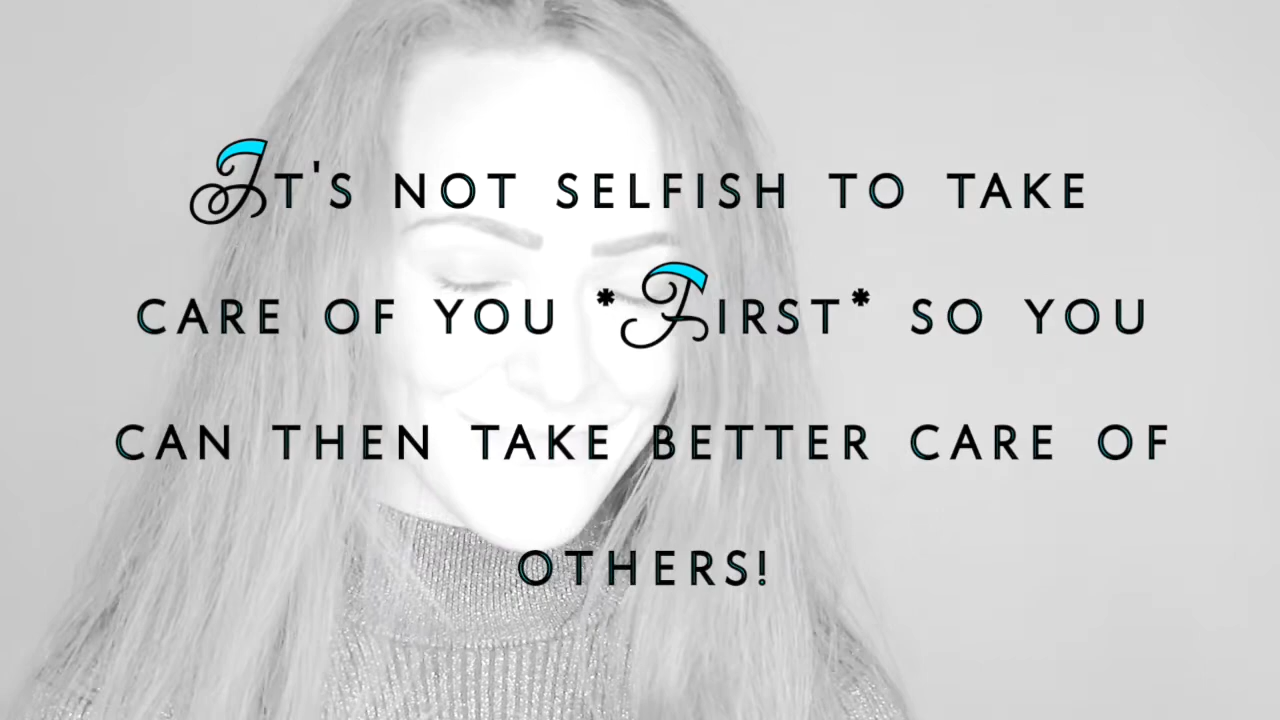 It's not selfish to take
care of you *First* so you
can then take better care of
others!